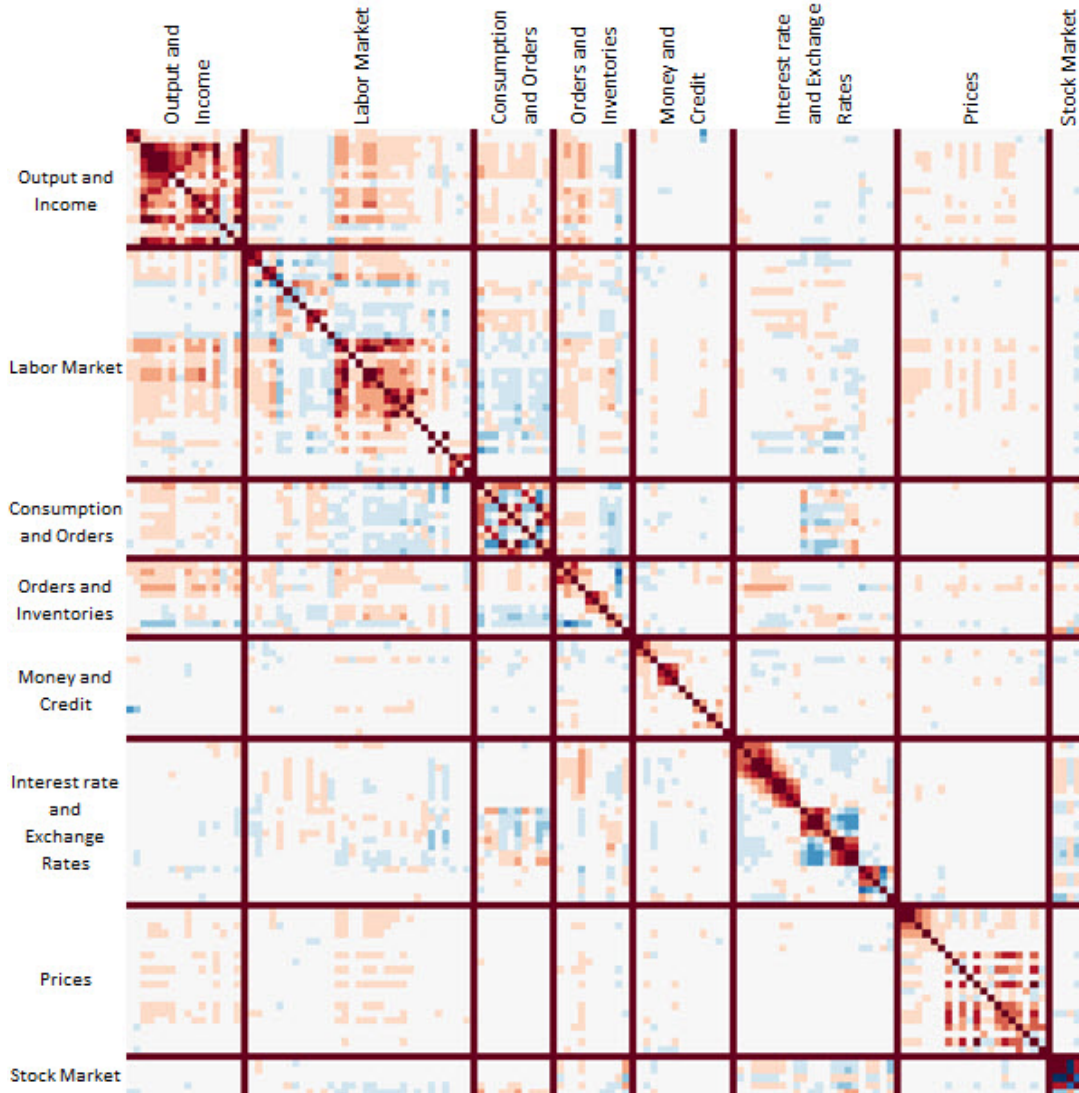 Output and
Income
Labor Market
Consumption
and Orders
Orders and
Inventories
Money and
Credit
Interest rate
and Exchange
Rates
Prices
Stock Market
Output and
Income
Labor Market
Consumption
and Orders
Orders and
Inventories
Money and
Credit
Interest rate
and
Exchange
Rates
Prices
Stock Market